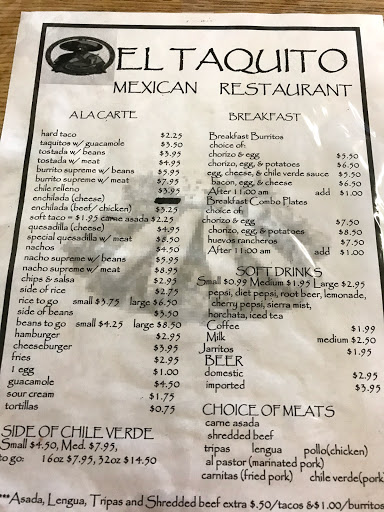 EL TAQUITO
MEXICAN RESTAURANT
A LA CARTE
hard taco $2.25
taquitos w/ guacamole $3.50
tostada w/ beans $3.95
tostada w/ meat $4.95
burrito supreme w/ beans $5.95
burrito supreme w/ meat $7.95
chile relleno $3.95
enchilada (cheese)
enchilada (beef/chicken) $3.25
soft taco = $1.95 carne asada $2.25
quesadilla (cheese) $4.95
special quesadilla w/ meat $8.50
nachos $4.50
nacho supreme w/ beans $5.95
nacho supreme w/ meat $8.95
chips & salsa $2.95
side of rice $2.75
rice to go small $3.75 large $6.50
side of beans $3.50
beans to go small $4.25 large $8.50
hamburger $2.95
cheeseburger $3.95
fries $2.95
1 egg $1.00
guacamole $4.50
sour cream $1.75
tortillas $0.75
SIDE OF CHILE VERDE
Small $4.50, Med. $7.95,
to go: 16oz $7.95, 32oz $14.50
BREAKFAST
Breakfast Burritos
choice of:
chorizo & egg $5.50
chorizo, egg, & potatoes $6.50
egg, cheese, & chile verde sauce $5.50
bacon, egg, & cheese $6.50
After 11:00 am add $1.00
Breakfast Combo Plates
choice of:
chorizo & egg $7.50
chorizo, egg, & potatoes $8.50
huevos rancheros $7.50
After 11:00 am add $1.00
SOFT DRINKS
Small $0.99 Medium $1.95 Large $2.95
pepsi, diet pepsi, root beer, lemonade,
cherry pepsi, sierra mist,
horchata, iced tea
Coffee $1.99
Milk medium $2.50
Jarritos $1.95
BEER
domestic $2.95
imported $3.95
CHOICE OF MEATS
carne asada
shredded beef
tripas lengua pollo(chicken)
al pastor (marinated pork)
carnitas (fried pork) chile verde(pork
***Asada, Lengua, Tripas and Shredded beef extra $.50/tacos &$1.00/burritos